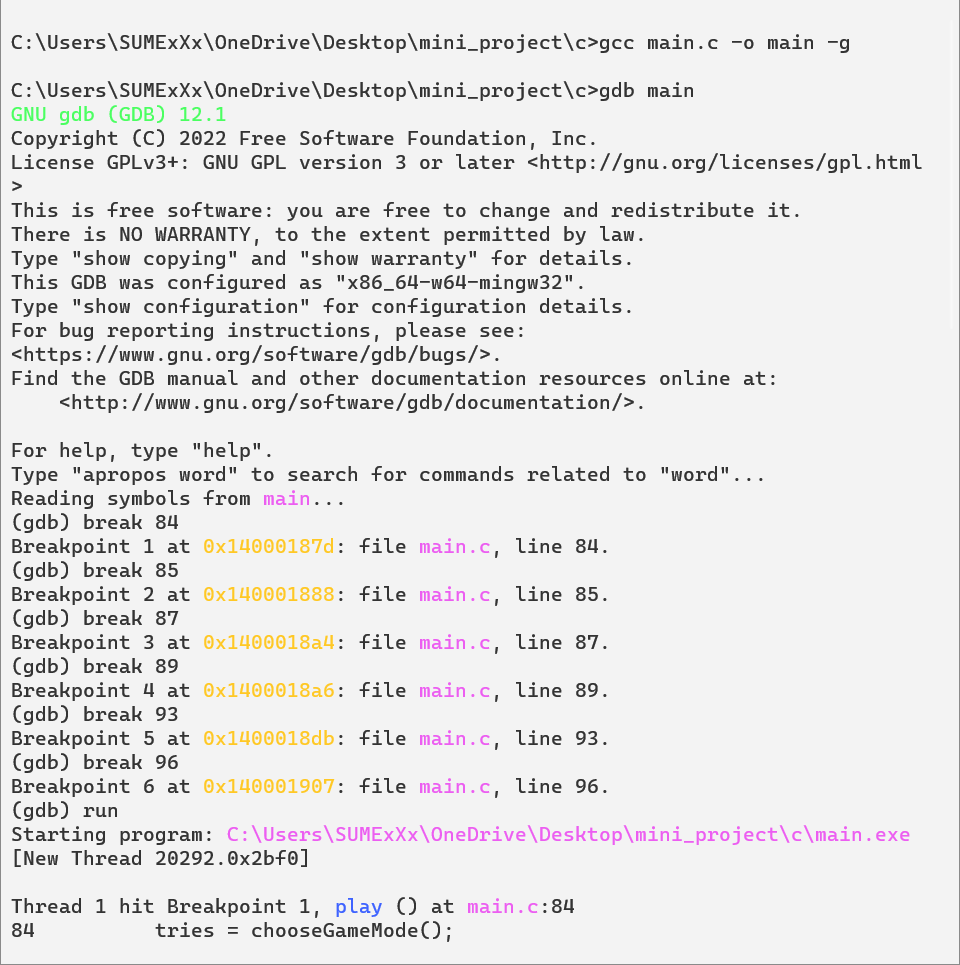 C:\Users\SUMExXx\OneDrive\Desktop\mini_project\c>gcc main.c -o main -g
C:\Users\SUMExXx\OneDrive\Desktop\mini_project\c>gdb main
GNU gdb (GDB) 12.1
Copyright (C) 2022 Free Software Foundation, Inc.
License GPLv3+: GNU GPL version 3 or later <http://gnu.org/licenses/gpl.html
>
This is free software: you are free to change and redistribute it.
There is NO WARRANTY, to the extent permitted by law.
Type "show copying" and "show warranty" for details.
This GDB was configured as "x86_64-w64-mingw32".
Type "show configuration" for configuration details.
For bug reporting instructions, please see:
<https://www.gnu.org/software/gdb/bugs/>.
Find the GDB manual and other documentation resources online at:
    <http://www.gnu.org/software/gdb/documentation/>.
For help, type "help".
Type "apropos word" to search for commands related to "word"...
Reading symbols from main...
(gdb) break 84
Breakpoint 1 at 0x14000187d: file main.c, line 84.
(gdb) break 85
Breakpoint 2 at 0x140001888: file main.c, line 85.
(gdb) break 87
Breakpoint 3 at 0x1400018a4: file main.c, line 87.
(gdb) break 89
Breakpoint 4 at 0x1400018a6: file main.c, line 89.
(gdb) break 93
Breakpoint 5 at 0x1400018db: file main.c, line 93.
(gdb) break 96
Breakpoint 6 at 0x140001907: file main.c, line 96.
(gdb) run
Starting program: C:\Users\SUMExXx\OneDrive\Desktop\mini_project\c\main.exe
[New Thread 20292.0x2bf0]
Thread 1 hit Breakpoint 1, play () at main.c:84
84          tries = chooseGameMode();